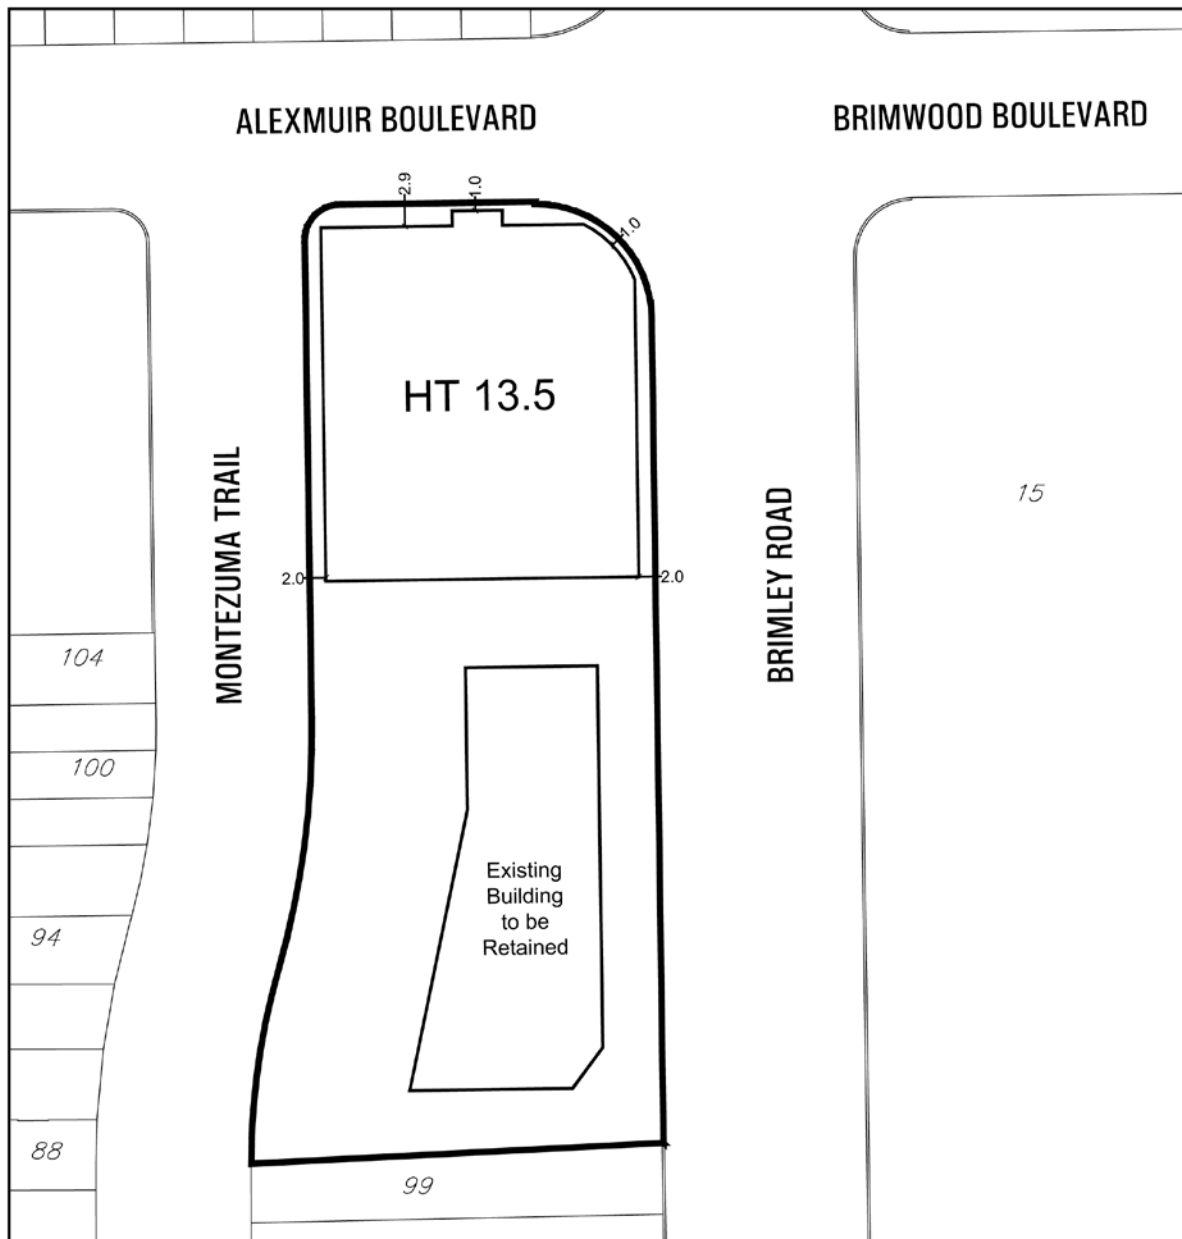 ALEXMUIR BOULEVARD
BRIMWOOD BOULEVARD
2.9
1.0
1.0
HT 13.5
MONTEZUMA TRAIL
BRIMLEY ROAD
15
2.0
2.0
104
100
Existing
Building
to be
Retained
94
88
99